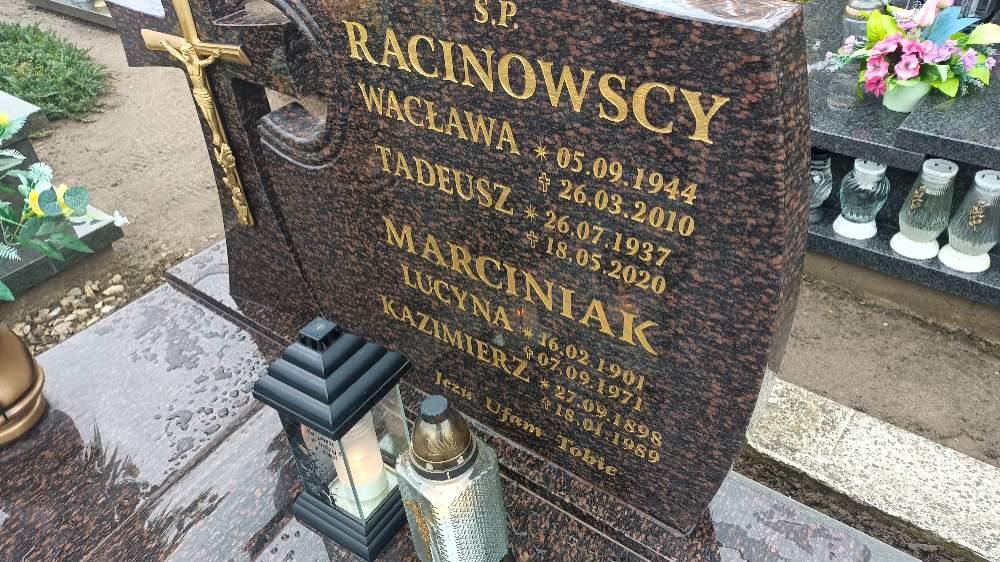 Ś.P.
RACINOWSCY
WACŁAWA * 05.09.1944
✝ 26.03.2010
TADEUSZ * 26.07.1937
✝ 18.05.2020
MARCINIAK
LUCYNA * 16.02.1901
✝ 07.09.1971
KAZIMIERZ * 27.09.1898
✝ 18.01.1989
Jezu Ufam Tobie